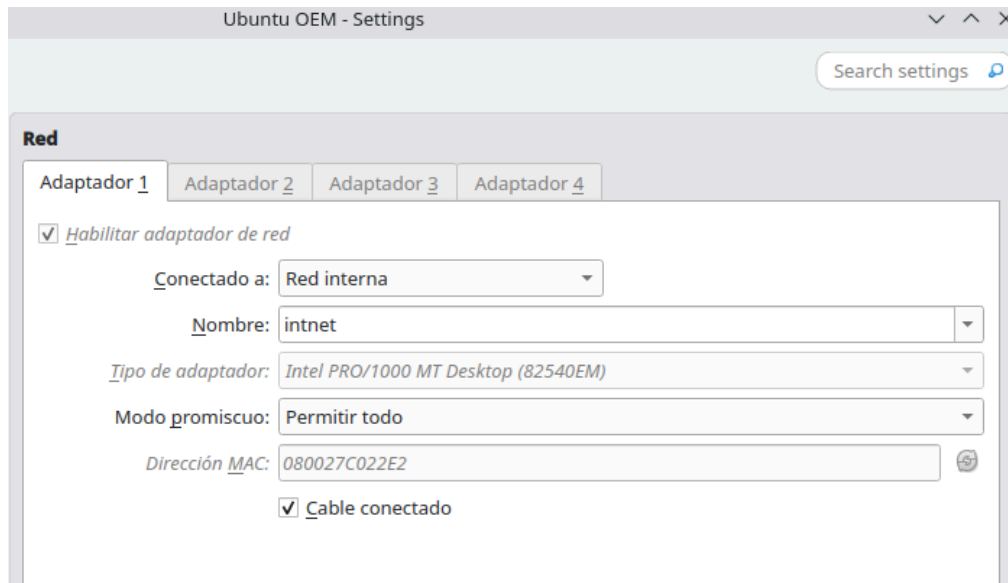 Ubuntu OEM - Settings
Search settings
Red
Adaptador 1 Adaptador 2 Adaptador 3 Adaptador 4
Habilitar adaptador de red
Conectado a: Red interna
Nombre: intnet
Tipo de adaptador: Intel PRO/1000 MT Desktop (82540EM)
Modo promiscuo: Permitir todo
Dirección MAC: 080027C022E2
Cable conectado